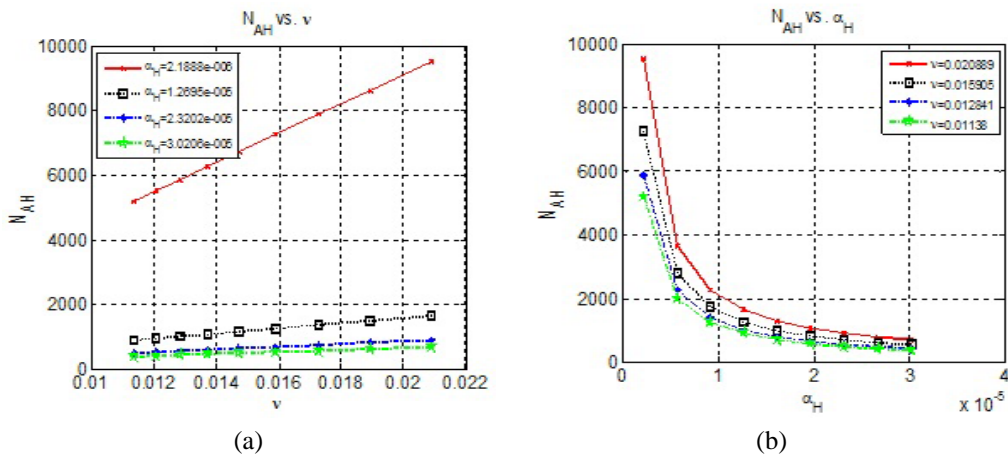 N_AH vs. ν
10000
8000
6000
4000
2000
0
N_AH
α_H=2.1888e-006
α_H=1.2695e-005
α_H=2.3202e-005
α_H=3.0206e-005
0.01 0.012 0.014 0.016 0.018 0.02 0.022
ν
(a)
N_AH vs. α_H
10000
8000
6000
4000
2000
0
N_AH
ν=0.020889
ν=0.015905
ν=0.012841
ν=0.01138
0 1 2 3 4
α_H
x 10^-5
(b)